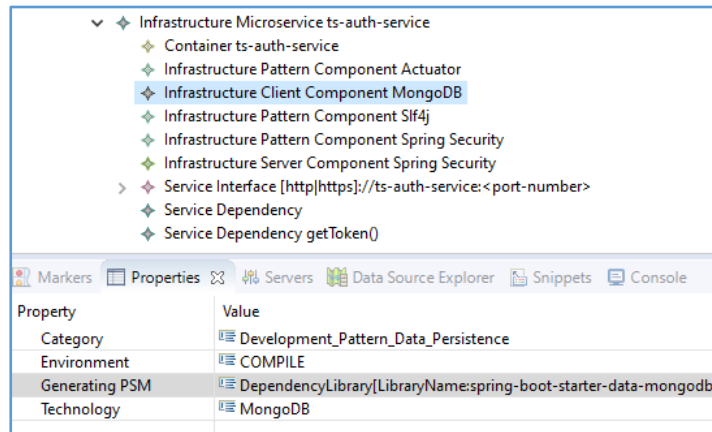 Infrastructure Microservice ts-auth-service
Container ts-auth-service
Infrastructure Pattern Component Actuator
Infrastructure Client Component MongoDB
Infrastructure Pattern Component Slf4j
Infrastructure Pattern Component Spring Security
Infrastructure Server Component Spring Security
Service Interface [http|https]://ts-auth-service:<port-number>
Service Dependency
Service Dependency getToken()
Markers Properties Servers Data Source Explorer Snippets Console
Property Value
Category Development_Pattern_Data_Persistence
Environment COMPILE
Generating PSM DependencyLibrary[LibraryName:spring-boot-starter-data-mongodb
Technology MongoDB